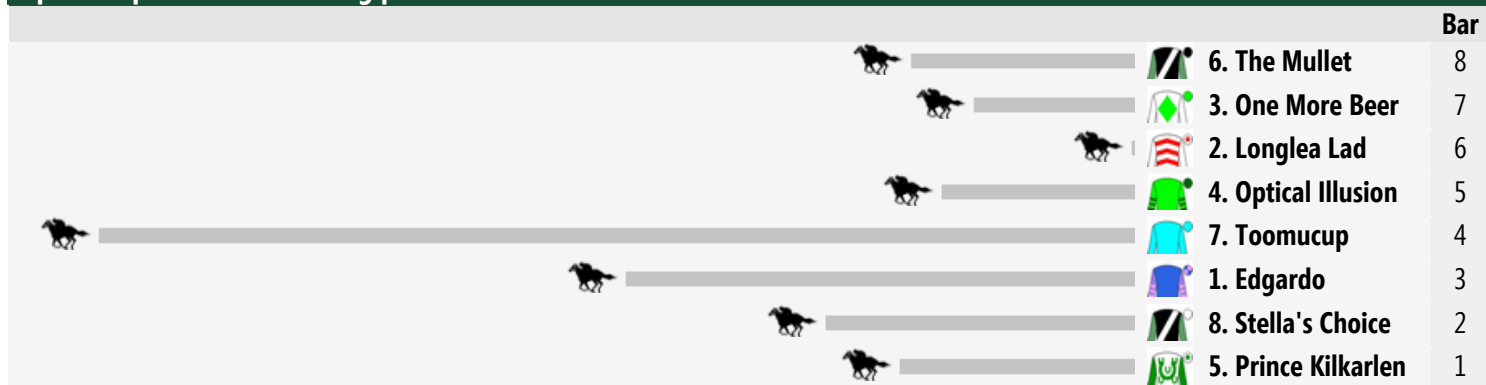 Bar
6. The Mullet 8
3. One More Beer 7
2. Longlea Lad 6
4. Optical Illusion 5
7. Toomucup 4
1. Edgardo 3
8. Stella's Choice 2
5. Prince Kilkarlen 1